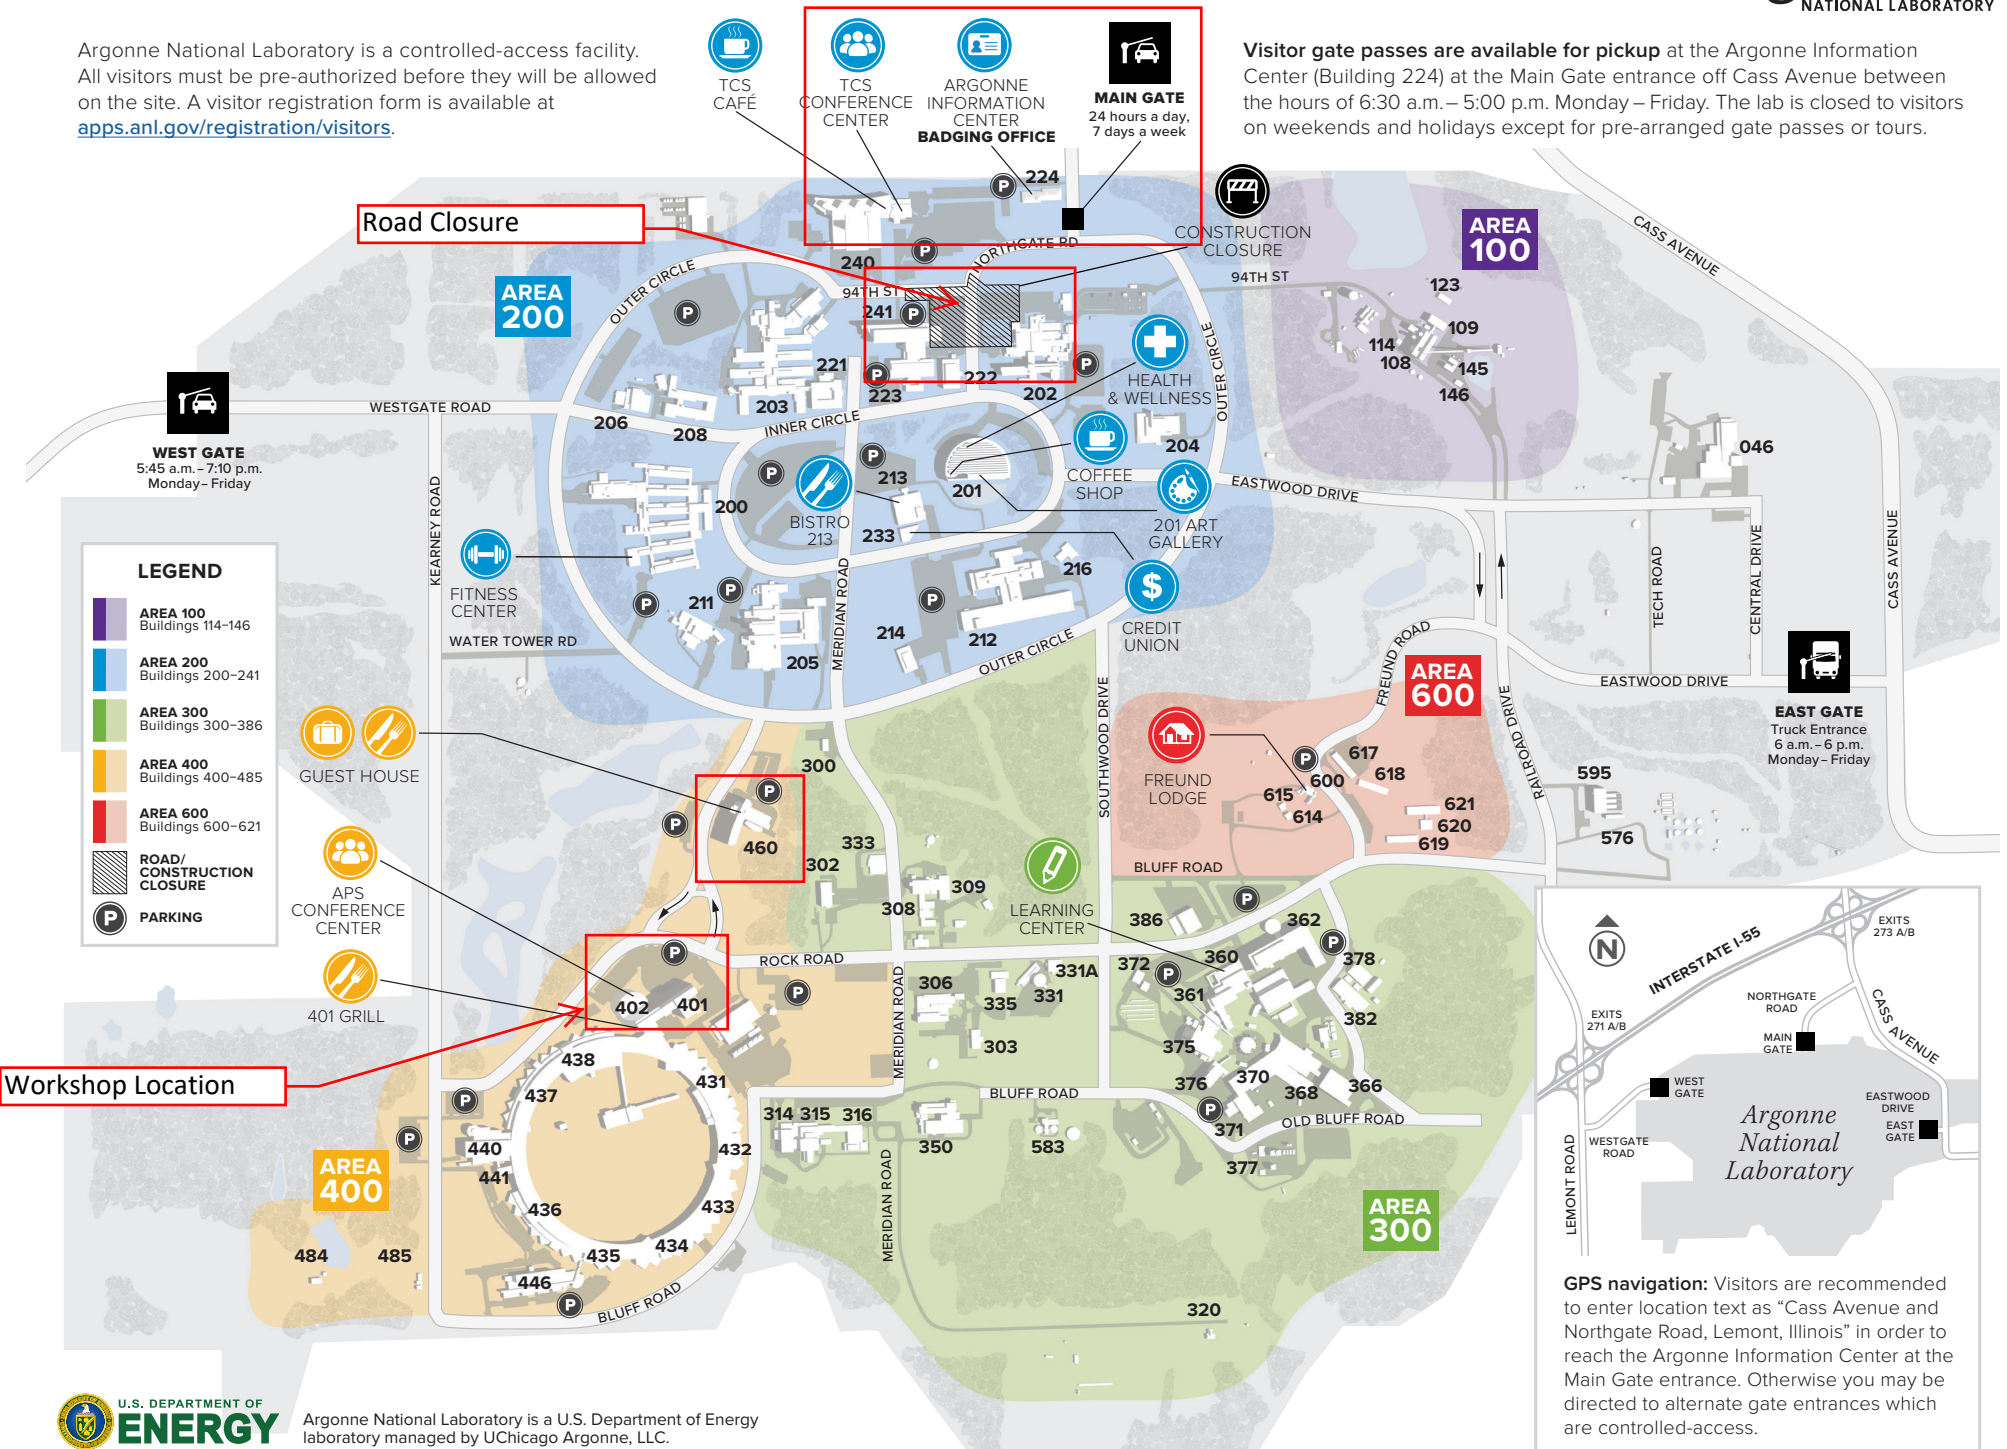 NATIONAL LABORATORY
Argonne National Laboratory is a controlled-access facility.
All visitors must be pre-authorized before they will be allowed
on the site. A visitor registration form is available at
apps.anl.gov/registration/visitors.
TCS
CAFÉ
TCS
CONFERENCE
CENTER
ARGONNE
INFORMATION
CENTER
BADGING OFFICE
MAIN GATE
24 hours a day,
7 days a week
Visitor gate passes are available for pickup at the Argonne Information
Center (Building 224) at the Main Gate entrance off Cass Avenue between
the hours of 6:30 a.m. – 5:00 p.m. Monday – Friday. The lab is closed to visitors
on weekends and holidays except for pre-arranged gate passes or tours.
P
224
Road Closure
CONSTRUCTION
CLOSURE
NORTHGATE RD
AREA
100
CASS AVENUE
AREA
200
OUTER CIRCLE
240
P
94TH ST
94TH ST
241
P
P
123
109
114
108
145
146
221
P
223
222
202
P
HEALTH
& WELLNESS
OUTER CIRCLE
WEST GATE
5:45 a.m. – 7:10 p.m.
Monday – Friday
WESTGATE ROAD
206
208
203
INNER CIRCLE
204
COFFEE
SHOP
046
KEARNEY ROAD
200
P
BISTRO
213
P
213
201
EASTWOOD DRIVE
201 ART
GALLERY
233
FITNESS
CENTER
WATER TOWER RD
P
211
P
205
MERIDIAN ROAD
214
P
212
216
OUTER CIRCLE
$
CREDIT
UNION
TECH ROAD
CENTRAL DRIVE
CASS AVENUE
LEGEND
AREA 100
Buildings 114–146
AREA 200
Buildings 200–241
AREA 300
Buildings 300–386
AREA 400
Buildings 400–485
AREA 600
Buildings 600–621
ROAD/
CONSTRUCTION
CLOSURE
P PARKING
FREUND ROAD
AREA
600
RAILROAD DRIVE
EASTWOOD DRIVE
EAST GATE
Truck Entrance
6 a.m. – 6 p.m.
Monday – Friday
GUEST HOUSE
300
P
P
460
302
333
308
309
SOUTHWOOD DRIVE
FREUND
LODGE
P
617
600
618
615
614
621
620
619
595
576
BLUFF ROAD
APS
CONFERENCE
CENTER
401 GRILL
P
402
401
ROCK ROAD
P
MERIDIAN ROAD
306
335
331A
331
303
LEARNING
CENTER
386
P
362
P
378
372
P
360
361
382
375
376
370
368
366
P
371
377
OLD BLUFF ROAD
BLUFF ROAD
Workshop Location
438
437
431
P
P
440
441
432
436
433
435
434
446
P
BLUFF ROAD
314 315 316
350
583
MERIDIAN ROAD
AREA
400
484
485
AREA
300
320
N
INTERSTATE I-55
EXITS
273 A/B
EXITS
271 A/B
NORTHGATE
ROAD
CASS AVENUE
MAIN
GATE
WEST
GATE
WESTGATE
ROAD
LEMONT ROAD
EASTWOOD
DRIVE
EAST
GATE
Argonne
National
Laboratory
GPS navigation: Visitors are recommended
to enter location text as “Cass Avenue and
Northgate Road, Lemont, Illinois” in order to
reach the Argonne Information Center at the
Main Gate entrance. Otherwise you may be
directed to alternate gate entrances which
are controlled-access.
U.S. DEPARTMENT OF
ENERGY
Argonne National Laboratory is a U.S. Department of Energy
laboratory managed by UChicago Argonne, LLC.